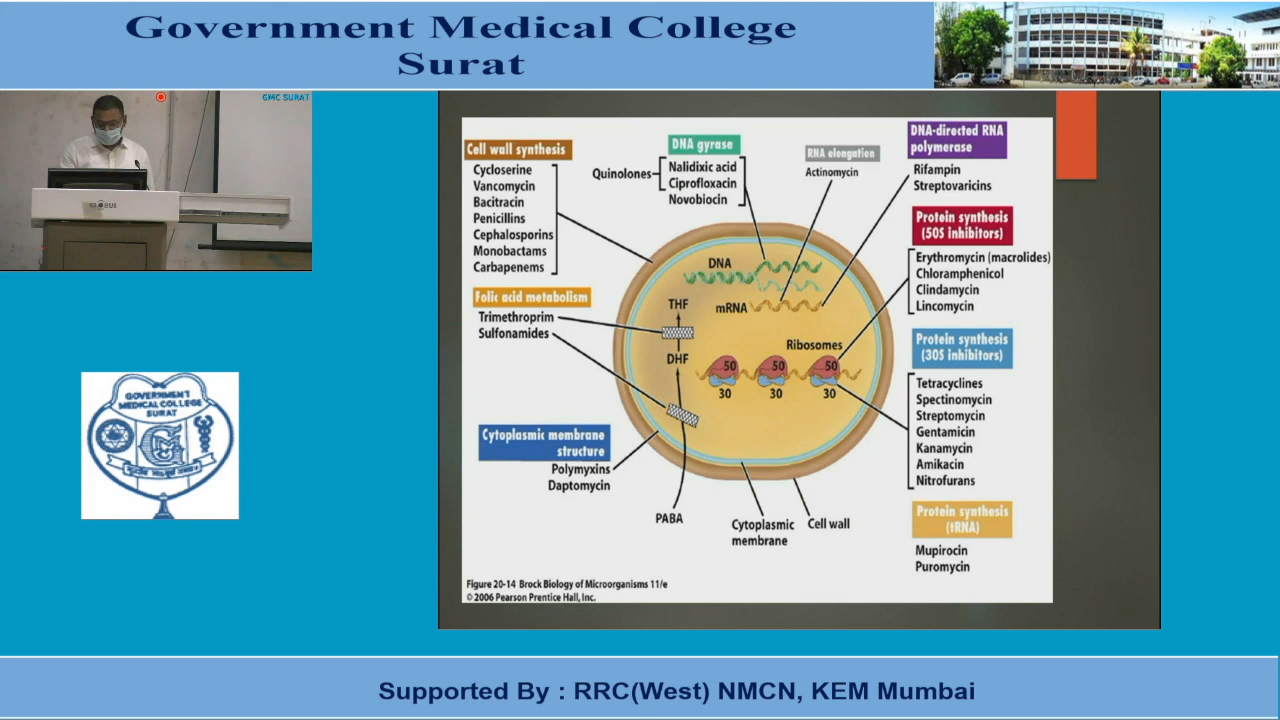 Government Medical College
Surat
GMC SURAT
GOVERNMENT
MEDICAL COLLEGE
SURAT
Cell wall synthesis
Cycloserine
Vancomycin
Bacitracin
Penicillins
Cephalosporins
Monobactams
Carbapenems
Folic acid metabolism
Trimethroprim
Sulfonamides
Cytoplasmic membrane
structure
Polymyxins
Daptomycin
DNA gyrase
Quinolones
Nalidixic acid
Ciprofloxacin
Novobiocin
RNA elongation
Actinomycin
DNA-directed RNA
polymerase
Rifampin
Streptovaricins
Protein synthesis
(50S inhibitors)
Erythromycin (macrolides)
Chloramphenicol
Clindamycin
Lincomycin
Protein synthesis
(30S inhibitors)
Tetracyclines
Spectinomycin
Streptomycin
Gentamicin
Kanamycin
Amikacin
Nitrofurans
Protein synthesis
(tRNA)
Mupirocin
Puromycin
DNA
THF
mRNA
DHF
Ribosomes
50 50 50
30 30 30
PABA
Cytoplasmic
membrane
Cell wall
Figure 20-14 Brock Biology of Microorganisms 11/e
© 2006 Pearson Prentice Hall, Inc.
Supported By : RRC(West) NMCN, KEM Mumbai